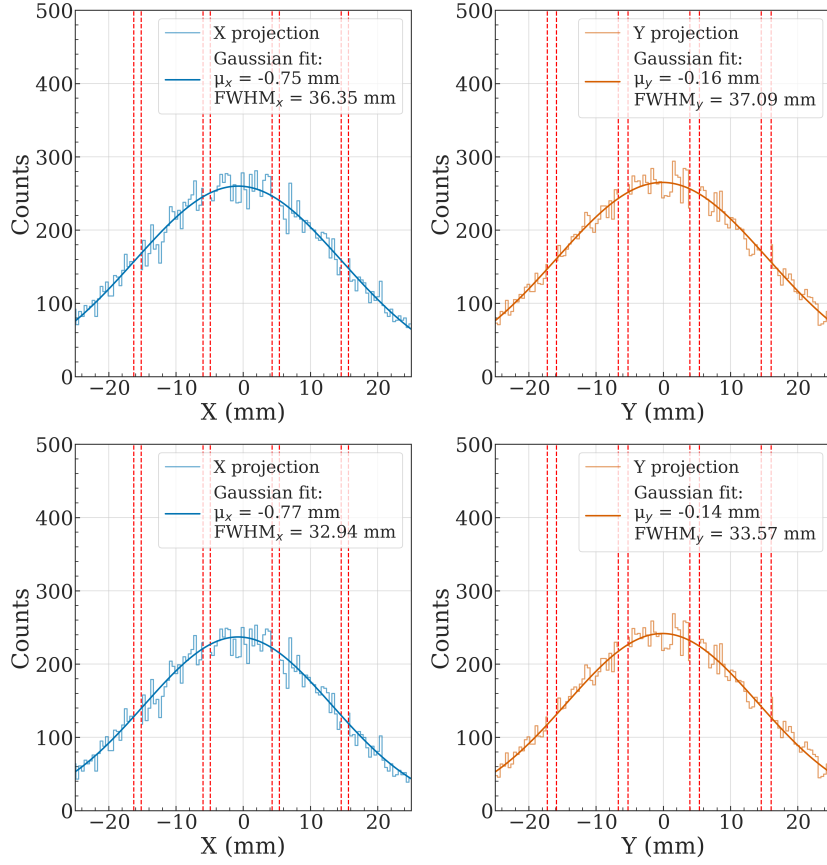 500
400
300
200
100
0
Counts
X projection
Gaussian fit:
μx = -0.75 mm
FWHMx = 36.35 mm
−20 −10 0 10 20
X (mm)
500
400
300
200
100
0
Counts
Y projection
Gaussian fit:
μy = -0.16 mm
FWHMy = 37.09 mm
−20 −10 0 10 20
Y (mm)
500
400
300
200
100
0
Counts
X projection
Gaussian fit:
μx = -0.77 mm
FWHMx = 32.94 mm
−20 −10 0 10 20
X (mm)
500
400
300
200
100
0
Counts
Y projection
Gaussian fit:
μy = -0.14 mm
FWHMy = 33.57 mm
−20 −10 0 10 20
Y (mm)